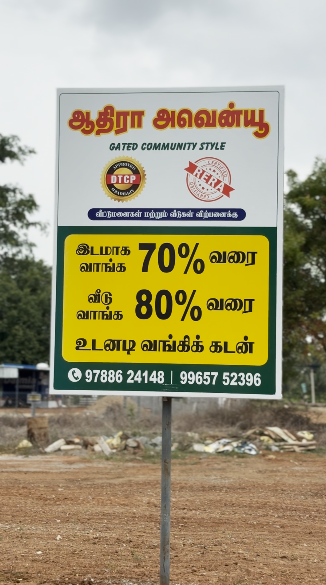 ஆதிரா அவென்யூ
GATED COMMUNITY STYLE
APPROVED
DTCP
RERA
வீட்டுமனைகள் மற்றும் வீடுகள் விற்பனைக்கு
இடமாக வாங்க 70% வரை
வீடு வாங்க 80% வரை
உடனடி வங்கிக் கடன்
97886 24148 | 99657 52396